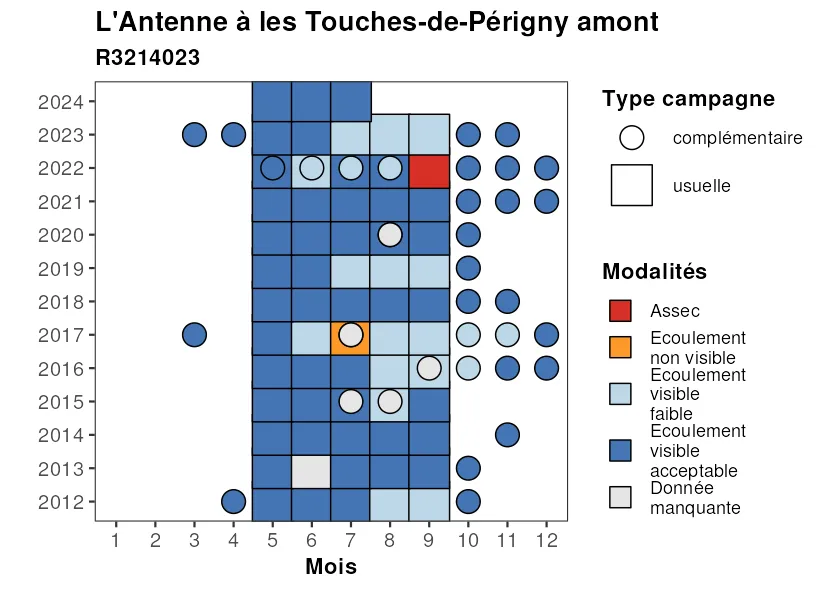 L'Antenne à les Touches-de-Périgny amont
R3214023
2024
2023
2022
2021
2020
2019
2018
2017
2016
2015
2014
2013
2012
1 2 3 4 5 6 7 8 9 10 11 12
Mois
Type campagne
complémentaire
usuelle
Modalités
Assec
Ecoulement
non visible
Ecoulement
visible
faible
Ecoulement
visible
acceptable
Donnée
manquante